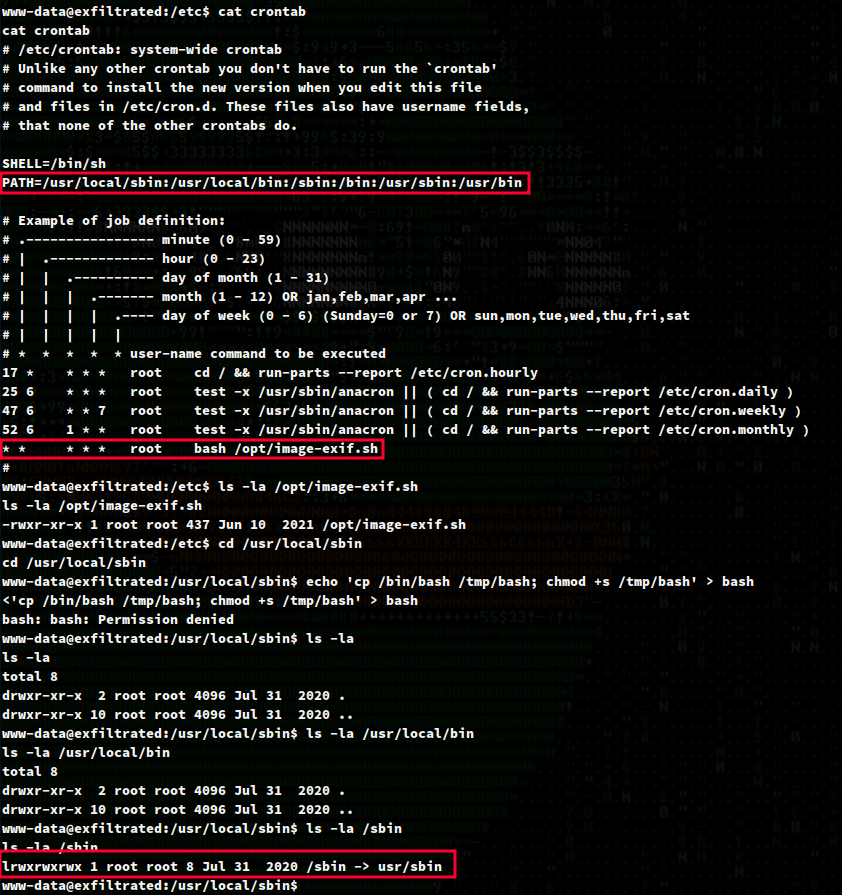 www-data@exfiltrated:/etc$ cat crontab
cat crontab
# /etc/crontab: system-wide crontab
# Unlike any other crontab you don't have to run the `crontab'
# command to install the new version when you edit this file
# and files in /etc/cron.d. These files also have username fields,
# that none of the other crontabs do.

SHELL=/bin/sh
PATH=/usr/local/sbin:/usr/local/bin:/sbin:/bin:/usr/sbin:/usr/bin

# Example of job definition:
# .---------------- minute (0 - 59)
# |  .------------- hour (0 - 23)
# |  |  .---------- day of month (1 - 31)
# |  |  |  .------- month (1 - 12) OR jan,feb,mar,apr ...
# |  |  |  |  .---- day of week (0 - 6) (Sunday=0 or 7) OR sun,mon,tue,wed,thu,fri,sat
# |  |  |  |  |
# *  *  *  *  * user-name command to be executed
17 *    * * *   root    cd / && run-parts --report /etc/cron.hourly
25 6    * * *   root    test -x /usr/sbin/anacron || ( cd / && run-parts --report /etc/cron.daily )
47 6    * * 7   root    test -x /usr/sbin/anacron || ( cd / && run-parts --report /etc/cron.weekly )
52 6    1 * *   root    test -x /usr/sbin/anacron || ( cd / && run-parts --report /etc/cron.monthly )
* *     * * *   root    bash /opt/image-exif.sh
#
www-data@exfiltrated:/etc$ ls -la /opt/image-exif.sh
ls -la /opt/image-exif.sh
-rwxr-xr-x 1 root root 437 Jun 10  2021 /opt/image-exif.sh
www-data@exfiltrated:/etc$ cd /usr/local/sbin
cd /usr/local/sbin
www-data@exfiltrated:/usr/local/sbin$ echo 'cp /bin/bash /tmp/bash; chmod +s /tmp/bash' > bash
<'cp /bin/bash /tmp/bash; chmod +s /tmp/bash' > bash
bash: bash: Permission denied
www-data@exfiltrated:/usr/local/sbin$ ls -la
ls -la
total 8
drwxr-xr-x  2 root root 4096 Jul 31  2020 .
drwxr-xr-x 10 root root 4096 Jul 31  2020 ..
www-data@exfiltrated:/usr/local/sbin$ ls -la /usr/local/bin
ls -la /usr/local/bin
total 8
drwxr-xr-x  2 root root 4096 Jul 31  2020 .
drwxr-xr-x 10 root root 4096 Jul 31  2020 ..
www-data@exfiltrated:/usr/local/sbin$ ls -la /sbin
ls -la /sbin
lrwxrwxrwx 1 root root 8 Jul 31  2020 /sbin -> usr/sbin
www-data@exfiltrated:/usr/local/sbin$